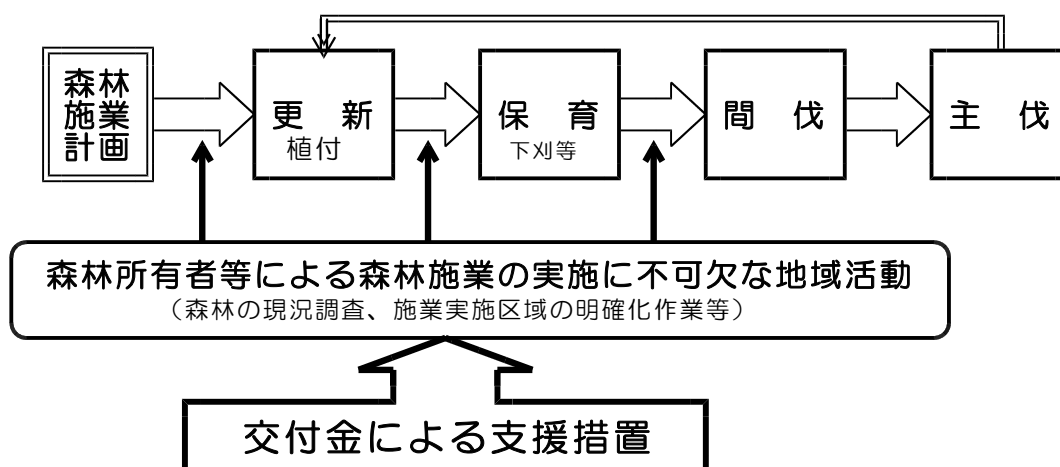 森林
施業
計画
更　新
植付
保　育
下刈等
間　伐
主　伐
森林所有者等による森林施業の実施に不可欠な地域活動
（森林の現況調査、施業実施区域の明確化作業等）
交付金による支援措置